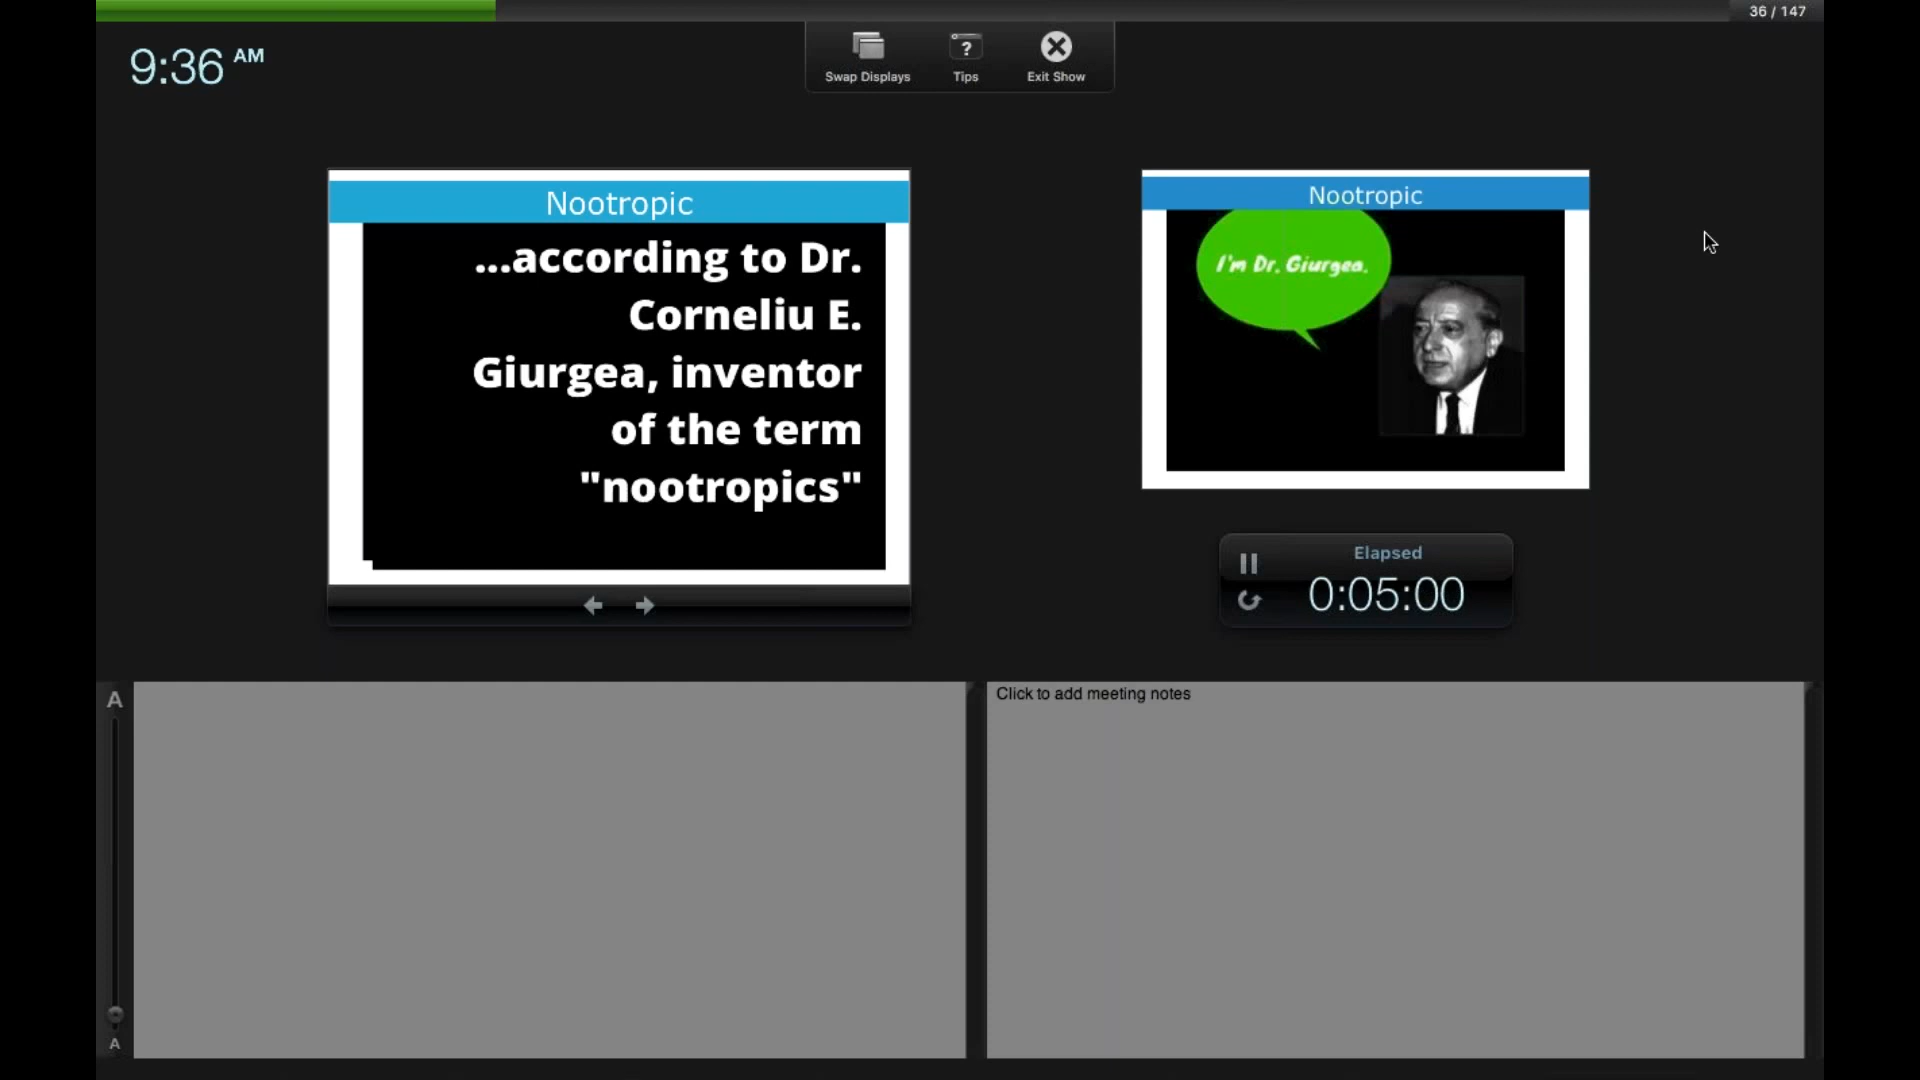 36 / 147
9:36 AM
Swap Displays
Tips
Exit Show
Nootropic
...according to Dr.
Corneliu E.
Giurgea, inventor
of the term
"nootropics"
Nootropic
I'm Dr. Giurgea.
Elapsed
0:05:00
A
A
Click to add meeting notes